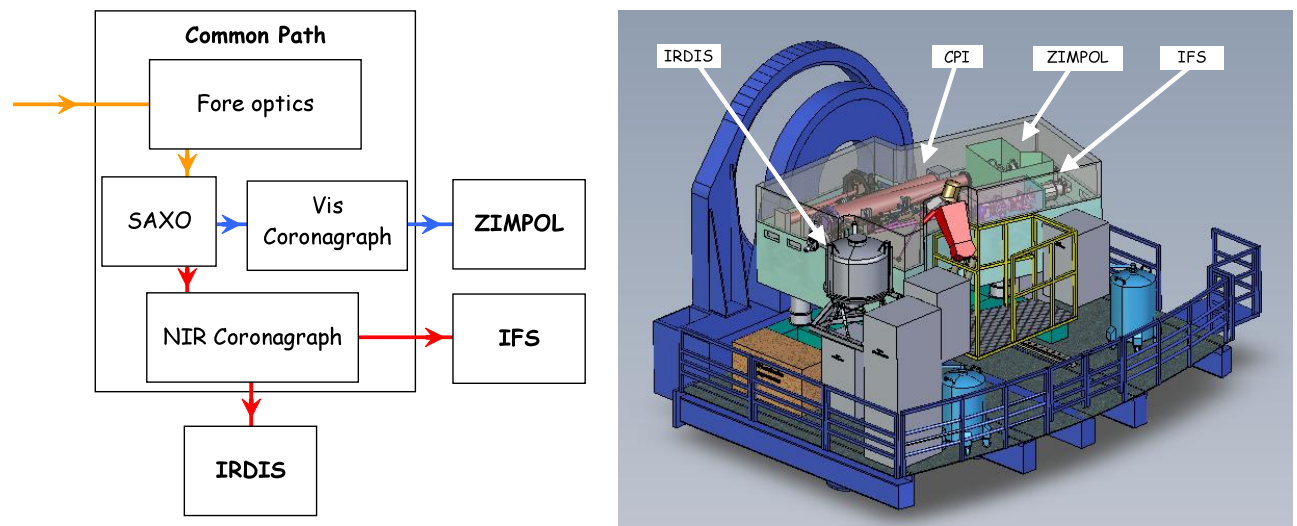 Common Path
Fore optics
SAXO
Vis
Coronagraph
ZIMPOL
NIR Coronagraph
IFS
IRDIS
IRDIS
CPI
ZIMPOL
IFS